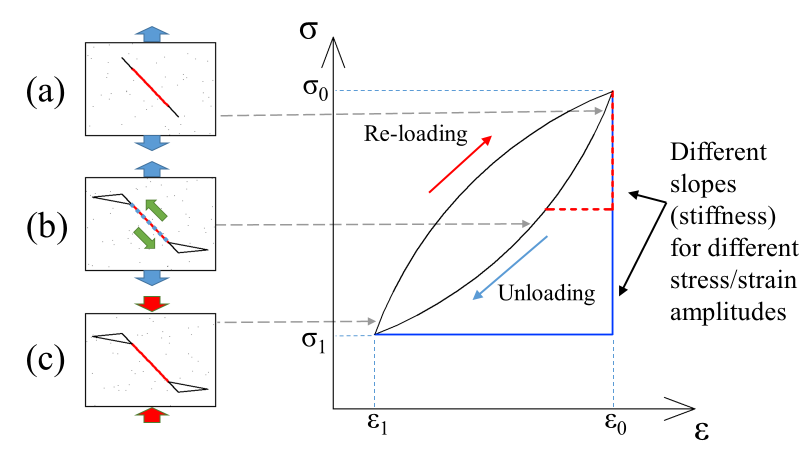 (a)
(b)
(c)
σ
σ₀
Re-loading
Unloading
σ₁
ε₁
ε₀
ε
Different
slopes
(stiffness)
for different
stress/strain
amplitudes